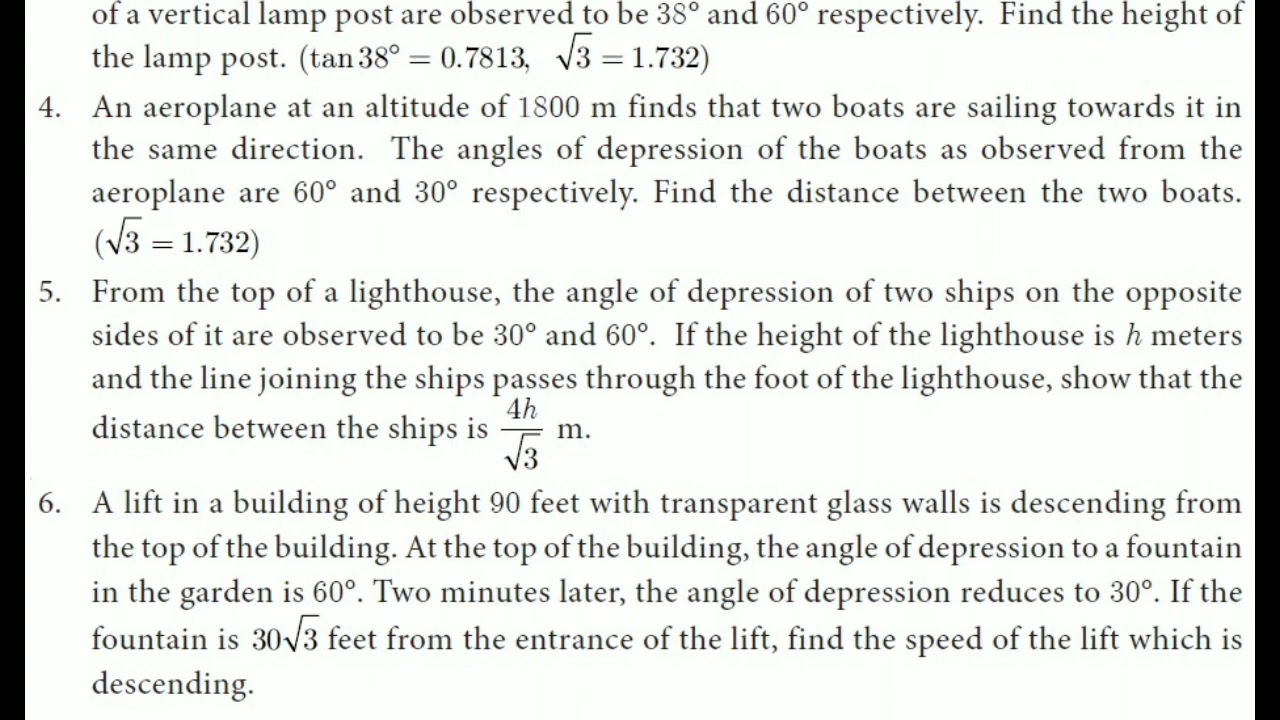 of a vertical lamp post are observed to be 38° and 60° respectively. Find the height of
the lamp post. (tan 38° = 0.7813, √3 = 1.732)
4. An aeroplane at an altitude of 1800 m finds that two boats are sailing towards it in
the same direction. The angles of depression of the boats as observed from the
aeroplane are 60° and 30° respectively. Find the distance between the two boats.
(√3 = 1.732)
5. From the top of a lighthouse, the angle of depression of two ships on the opposite
sides of it are observed to be 30° and 60°. If the height of the lighthouse is h meters
and the line joining the ships passes through the foot of the lighthouse, show that the
distance between the ships is 4h/√3 m.
6. A lift in a building of height 90 feet with transparent glass walls is descending from
the top of the building. At the top of the building, the angle of depression to a fountain
in the garden is 60°. Two minutes later, the angle of depression reduces to 30°. If the
fountain is 30√3 feet from the entrance of the lift, find the speed of the lift which is
descending.